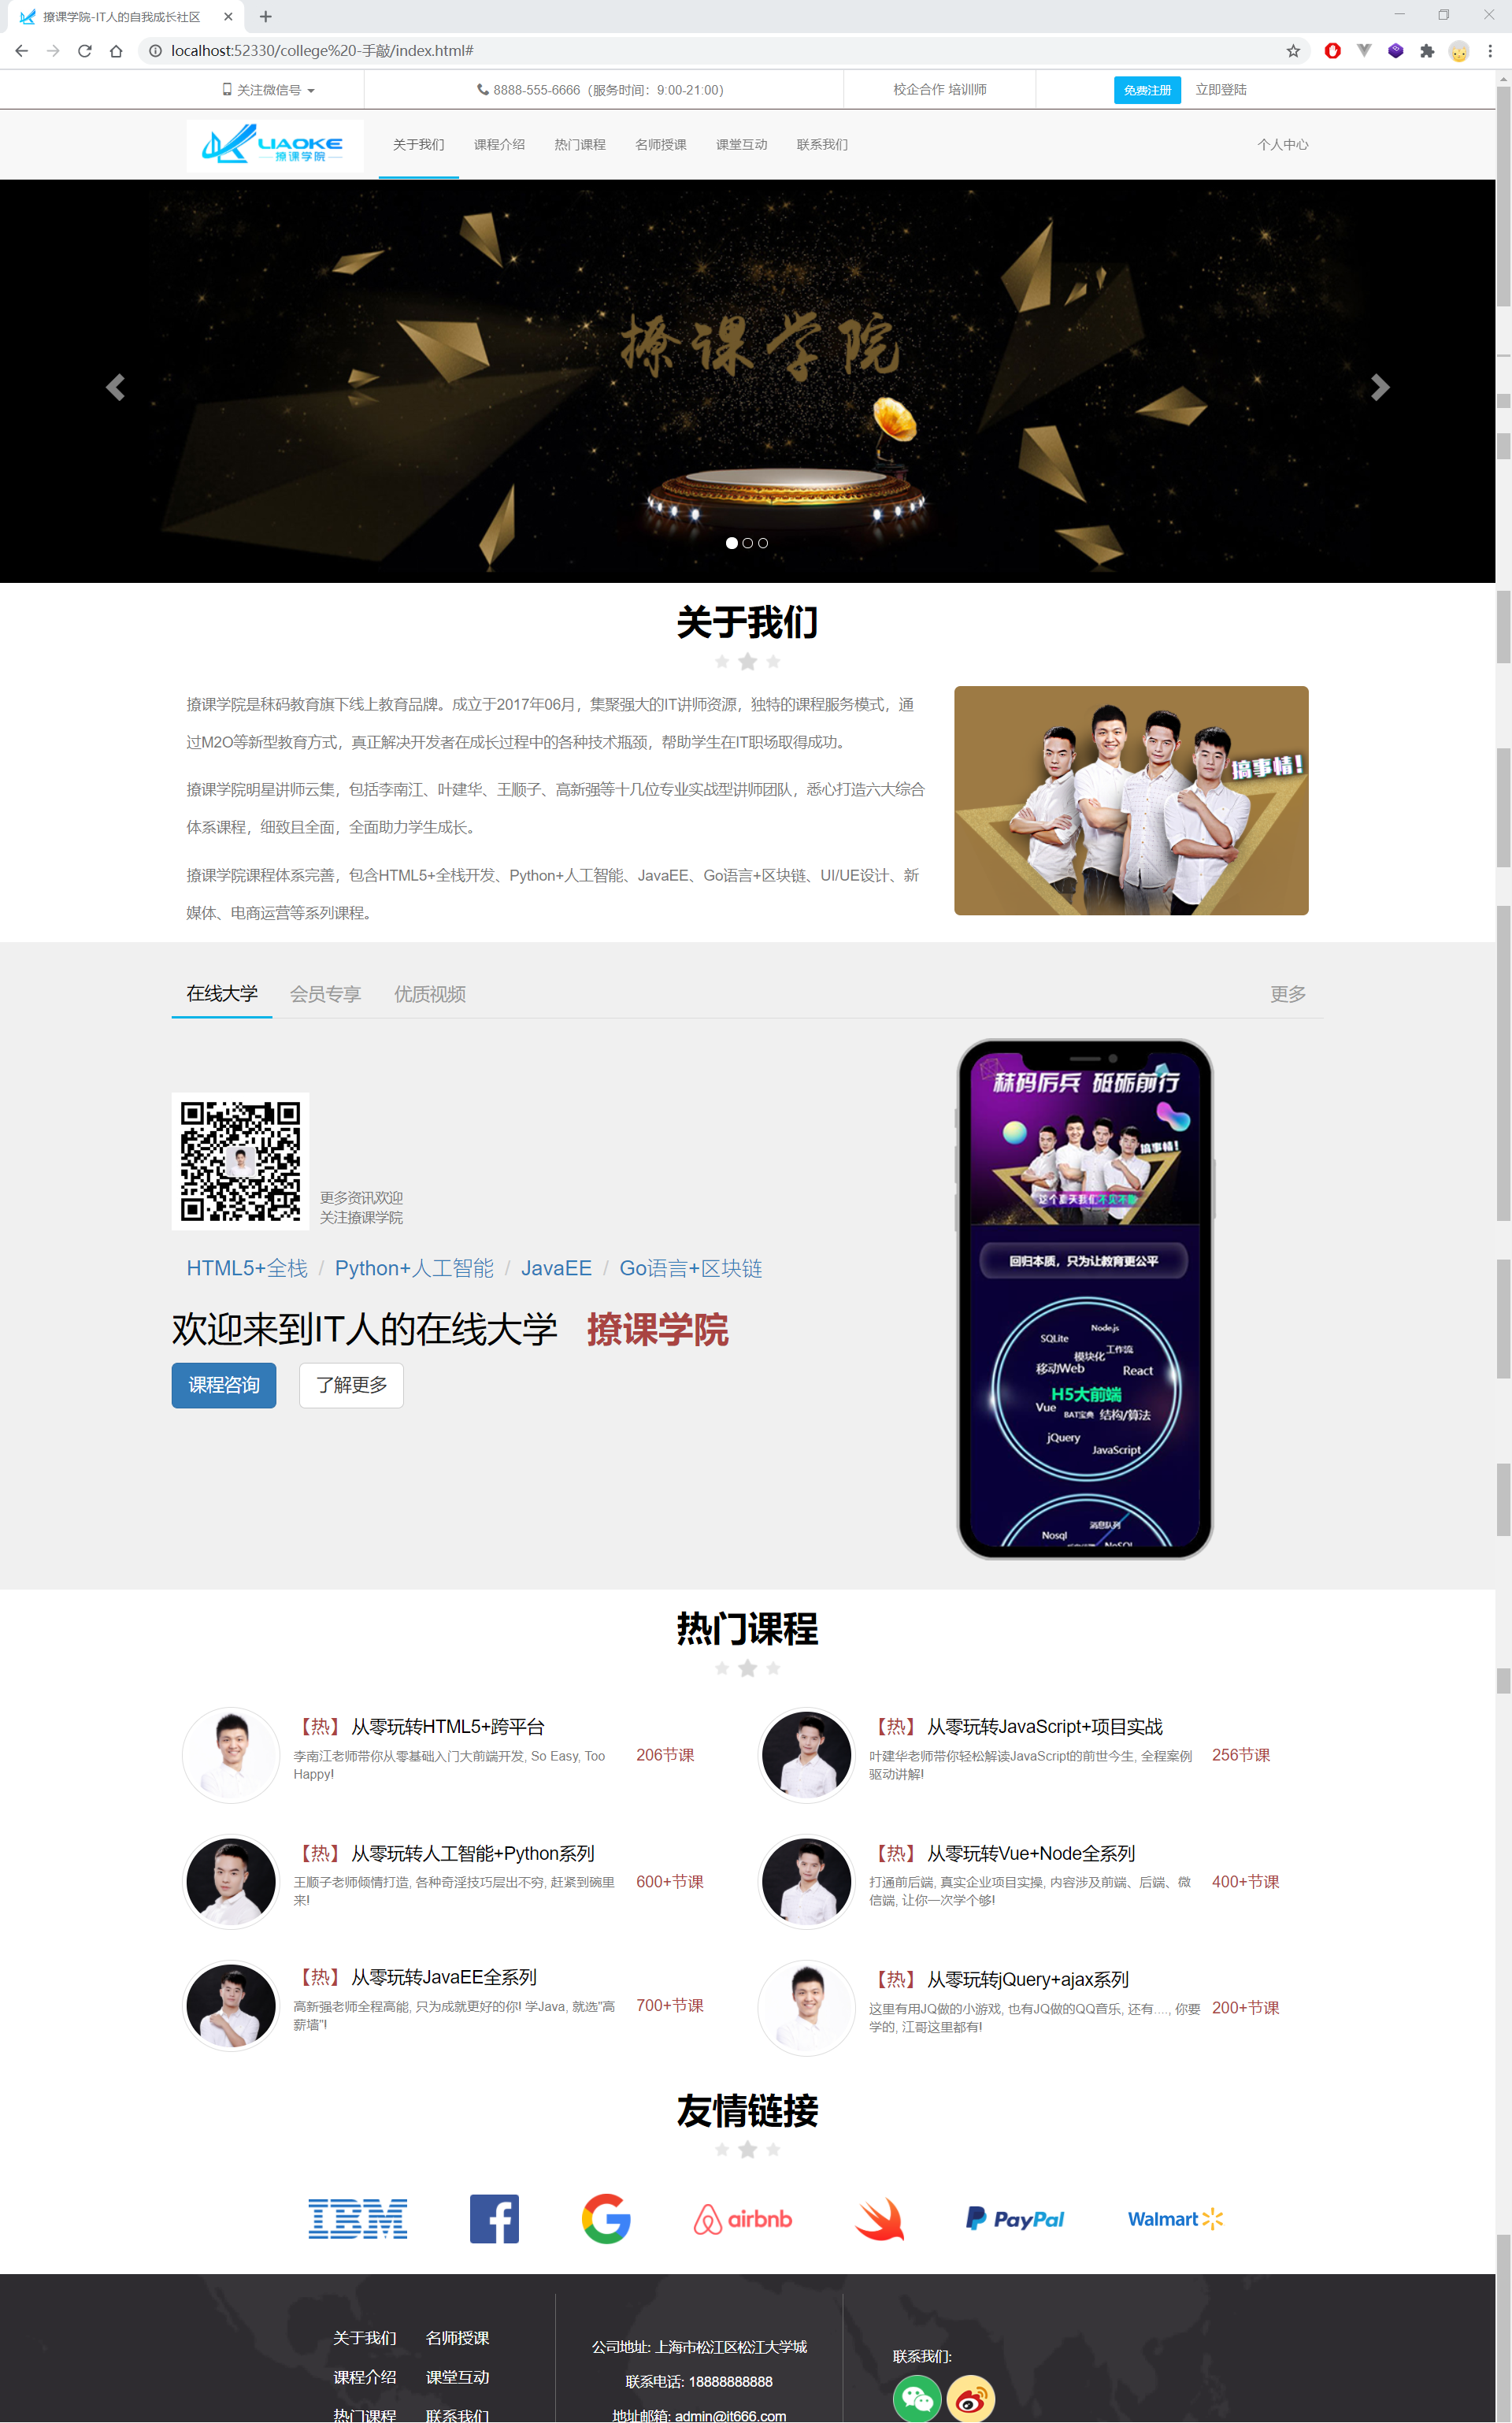 撩课学院-IT人的自我成长社区
localhost:52330/college%20-手敲/index.html#
关注微信号
8888-555-6666（服务时间：9:00-21:00）
校企合作 培训师
免费注册
立即登陆
LIAOKE
撩课学院
关于我们
课程介绍
热门课程
名师授课
课堂互动
联系我们
个人中心
撩课学院
关于我们
撩课学院是秣码教育旗下线上教育品牌。成立于2017年06月，集聚强大的IT讲师资源，独特的课程服务模式，通
过M2O等新型教育方式，真正解决开发者在成长过程中的各种技术瓶颈，帮助学生在IT职场取得成功。
撩课学院明星讲师云集，包括李南江、叶建华、王顺子、高新强等十几位专业实战型讲师团队，悉心打造六大综合
体系课程，细致且全面，全面助力学生成长。
撩课学院课程体系完善，包含HTML5+全栈开发、Python+人工智能、JavaEE、Go语言+区块链、UI/UE设计、新
媒体、电商运营等系列课程。
搞事情！
在线大学
会员专享
优质视频
更多
更多资讯欢迎
关注撩课学院
HTML5+全栈 / Python+人工智能 / JavaEE / Go语言+区块链
欢迎来到IT人的在线大学 撩课学院
课程咨询
了解更多
秣码厉兵 砥砺前行
搞事情！
这个夏天我们不见不散
回归本质，只为让教育更公平
Node.js
SQLite
工作流
模块化
移动Web
React
H5大前端
Vue
BAT宝典
结构/算法
jQuery
JavaScript
消息队列
Nosql
NoSQL
热门课程
【热】 从零玩转HTML5+跨平台
李南江老师带你从零基础入门大前端开发, So Easy, Too
Happy!
206节课
【热】 从零玩转JavaScript+项目实战
叶建华老师带你轻松解读JavaScript的前世今生, 全程案例
驱动讲解!
256节课
【热】 从零玩转人工智能+Python系列
王顺子老师倾情打造, 各种奇淫技巧层出不穷, 赶紧到碗里
来!
600+节课
【热】 从零玩转Vue+Node全系列
打通前后端, 真实企业项目实操, 内容涉及前端、后端、微
信端, 让你一次学个够!
400+节课
【热】 从零玩转JavaEE全系列
高新强老师全程高能, 只为成就更好的你! 学Java, 就选"高
薪墙"!
700+节课
【热】 从零玩转jQuery+ajax系列
这里有用JQ做的小游戏, 也有JQ做的QQ音乐, 还有...., 你要
学的, 江哥这里都有!
200+节课
友情链接
IBM
airbnb
PayPal
Walmart
关于我们
名师授课
课程介绍
课堂互动
热门课程
联系我们
公司地址: 上海市松江区松江大学城
联系电话: 18888888888
地址邮箱: admin@it666.com
联系我们: